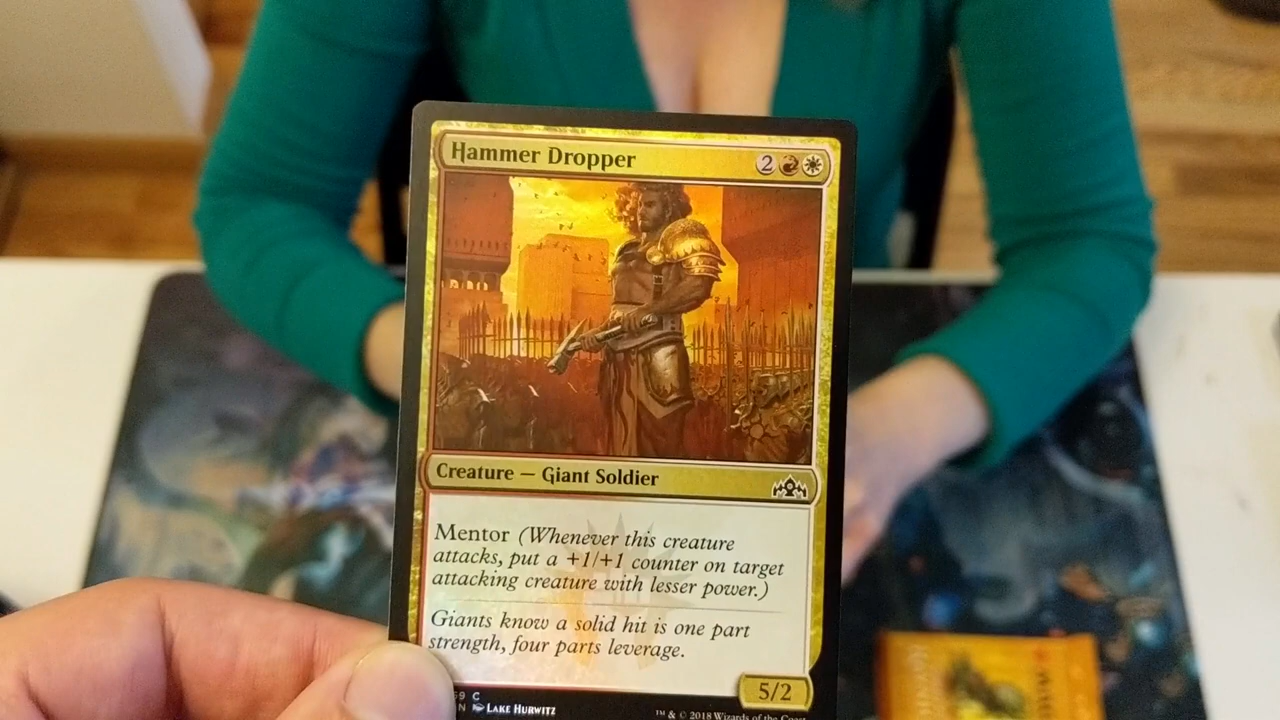 Hammer Dropper 2
Creature — Giant Soldier
Mentor (Whenever this creature
attacks, put a +1/+1 counter on target
attacking creature with lesser power.)
Giants know a solid hit is one part
strength, four parts leverage.
5/2
69 C
N LAKE HURWITZ
™ & © 2018 Wizards of the Coast